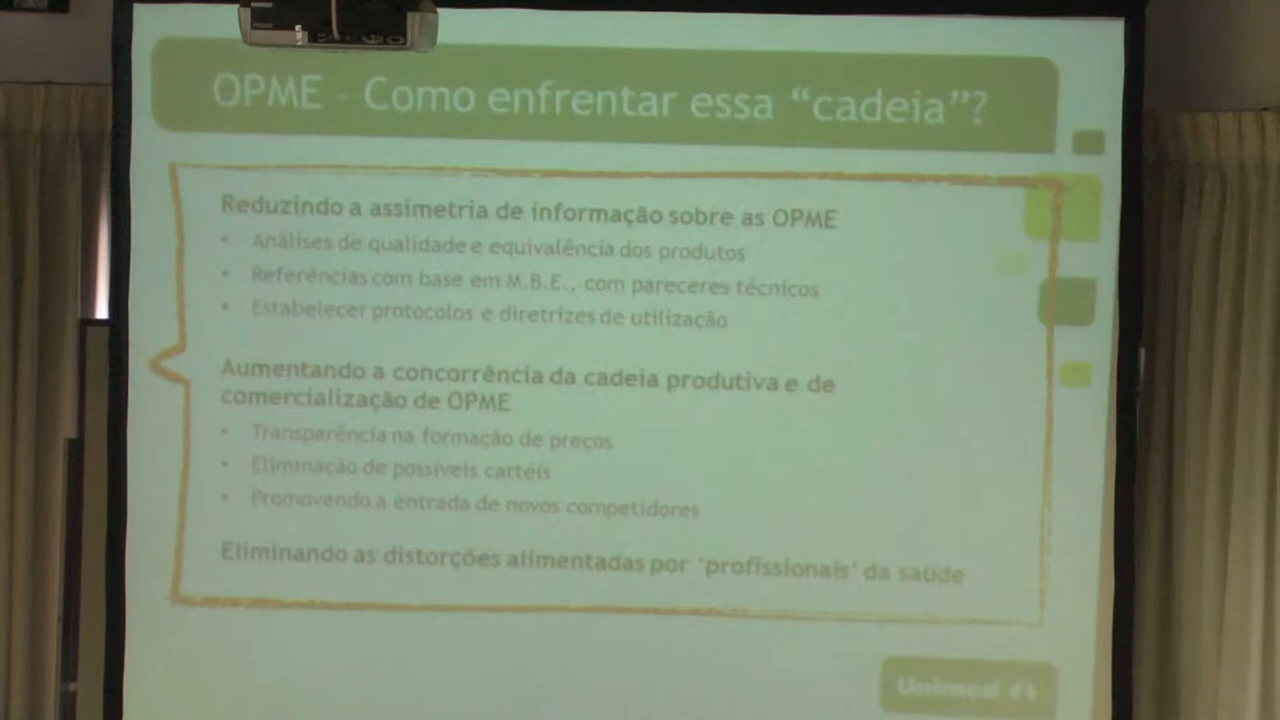 OPME - Como enfrentar essa “cadeia”?
Reduzindo a assimetria de informação sobre as OPME
• Análises de qualidade e equivalência dos produtos
• Referências com base em M.B.E., com pareceres técnicos
• Estabelecer protocolos e diretrizes de utilização
Aumentando a concorrência da cadeia produtiva e de
comercialização de OPME
• Transparência na formação de preços
• Eliminação de possíveis cartéis
• Promovendo a entrada de novos competidores
Eliminando as distorções alimentadas por ‘profissionais’ da saúde
Unimed